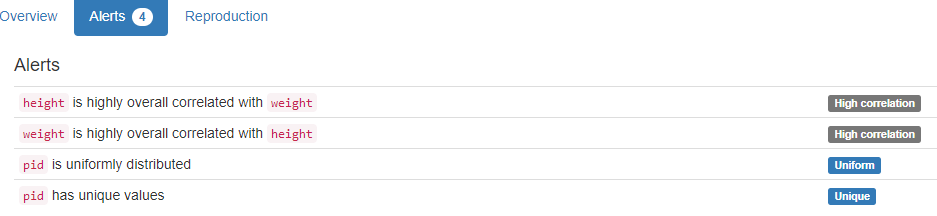 Overview Alerts 4 Reproduction
Alerts
height is highly overall correlated with weight High correlation
weight is highly overall correlated with height High correlation
pid is uniformly distributed Uniform
pid has unique values Unique